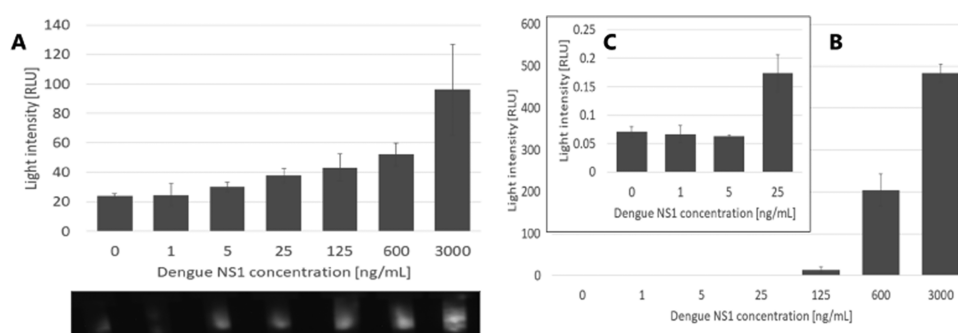 A
Light intensity [RLU]
140
120
100
80
60
40
20
0
0 1 5 25 125 600 3000
Dengue NS1 concentration [ng/mL]
C
Light intensity [RLU]
0.25
0.2
0.15
0.1
0.05
0
0 1 5 25
Dengue NS1 concentration [ng/mL]
B
Light intensity [RLU]
600
500
400
300
200
100
0
0 1 5 25 125 600 3000
Dengue NS1 concentration [ng/mL]